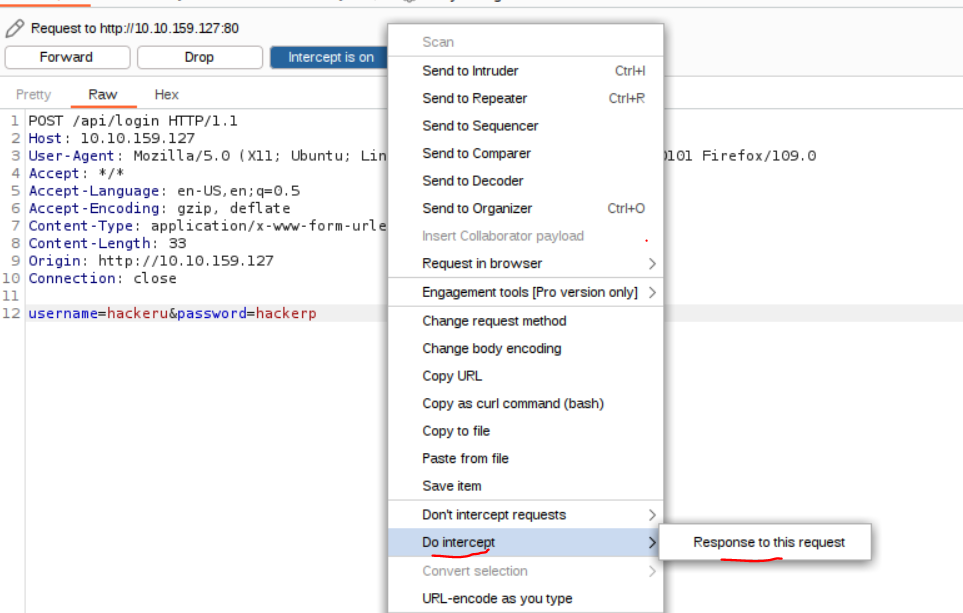 Request to http://10.10.159.127:80
Forward Drop Intercept is on
Pretty Raw Hex
1 POST /api/login HTTP/1.1
2 Host: 10.10.159.127
3 User-Agent: Mozilla/5.0 (X11; Ubuntu; Lin 0101 Firefox/109.0
4 Accept: */*
5 Accept-Language: en-US,en;q=0.5
6 Accept-Encoding: gzip, deflate
7 Content-Type: application/x-www-form-urle
8 Content-Length: 33
9 Origin: http://10.10.159.127
10 Connection: close
11
12 username=hackeru&password=hackerp
Scan
Send to Intruder Ctrl+I
Send to Repeater Ctrl+R
Send to Sequencer
Send to Comparer
Send to Decoder
Send to Organizer Ctrl+O
Insert Collaborator payload
Request in browser
Engagement tools [Pro version only]
Change request method
Change body encoding
Copy URL
Copy as curl command (bash)
Copy to file
Paste from file
Save item
Don't intercept requests
Do intercept
Response to this request
Convert selection
URL-encode as you type